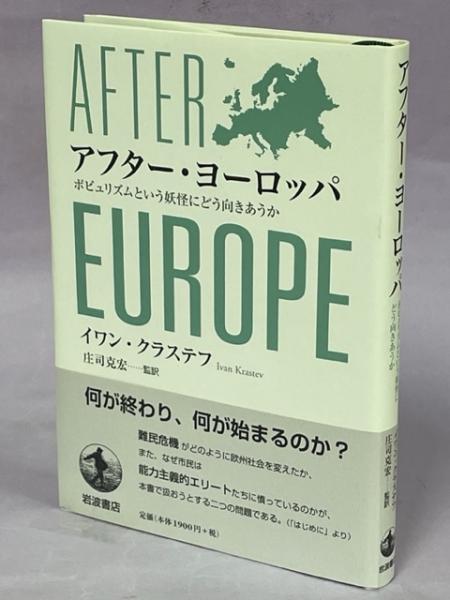 AFTER
アフター・ヨーロッパ
ポピュリズムという妖怪にどう向きあうか
EUROPE
イワン・クラステフ Ivan Krastev
庄司克宏……監訳
何が終わり、何が始まるのか?
難民危機がどのように欧州社会を変えたか、
また、なぜ市民は
能力主義的エリートたちに憤っているのかが、
本書で扱おうとする二つの問題である。(「はじめに」より)
岩波書店
定価(本体1900円+税)
アフター・ヨーロッパ
どう向きあうか
庄司克宏 監訳
岩波書店